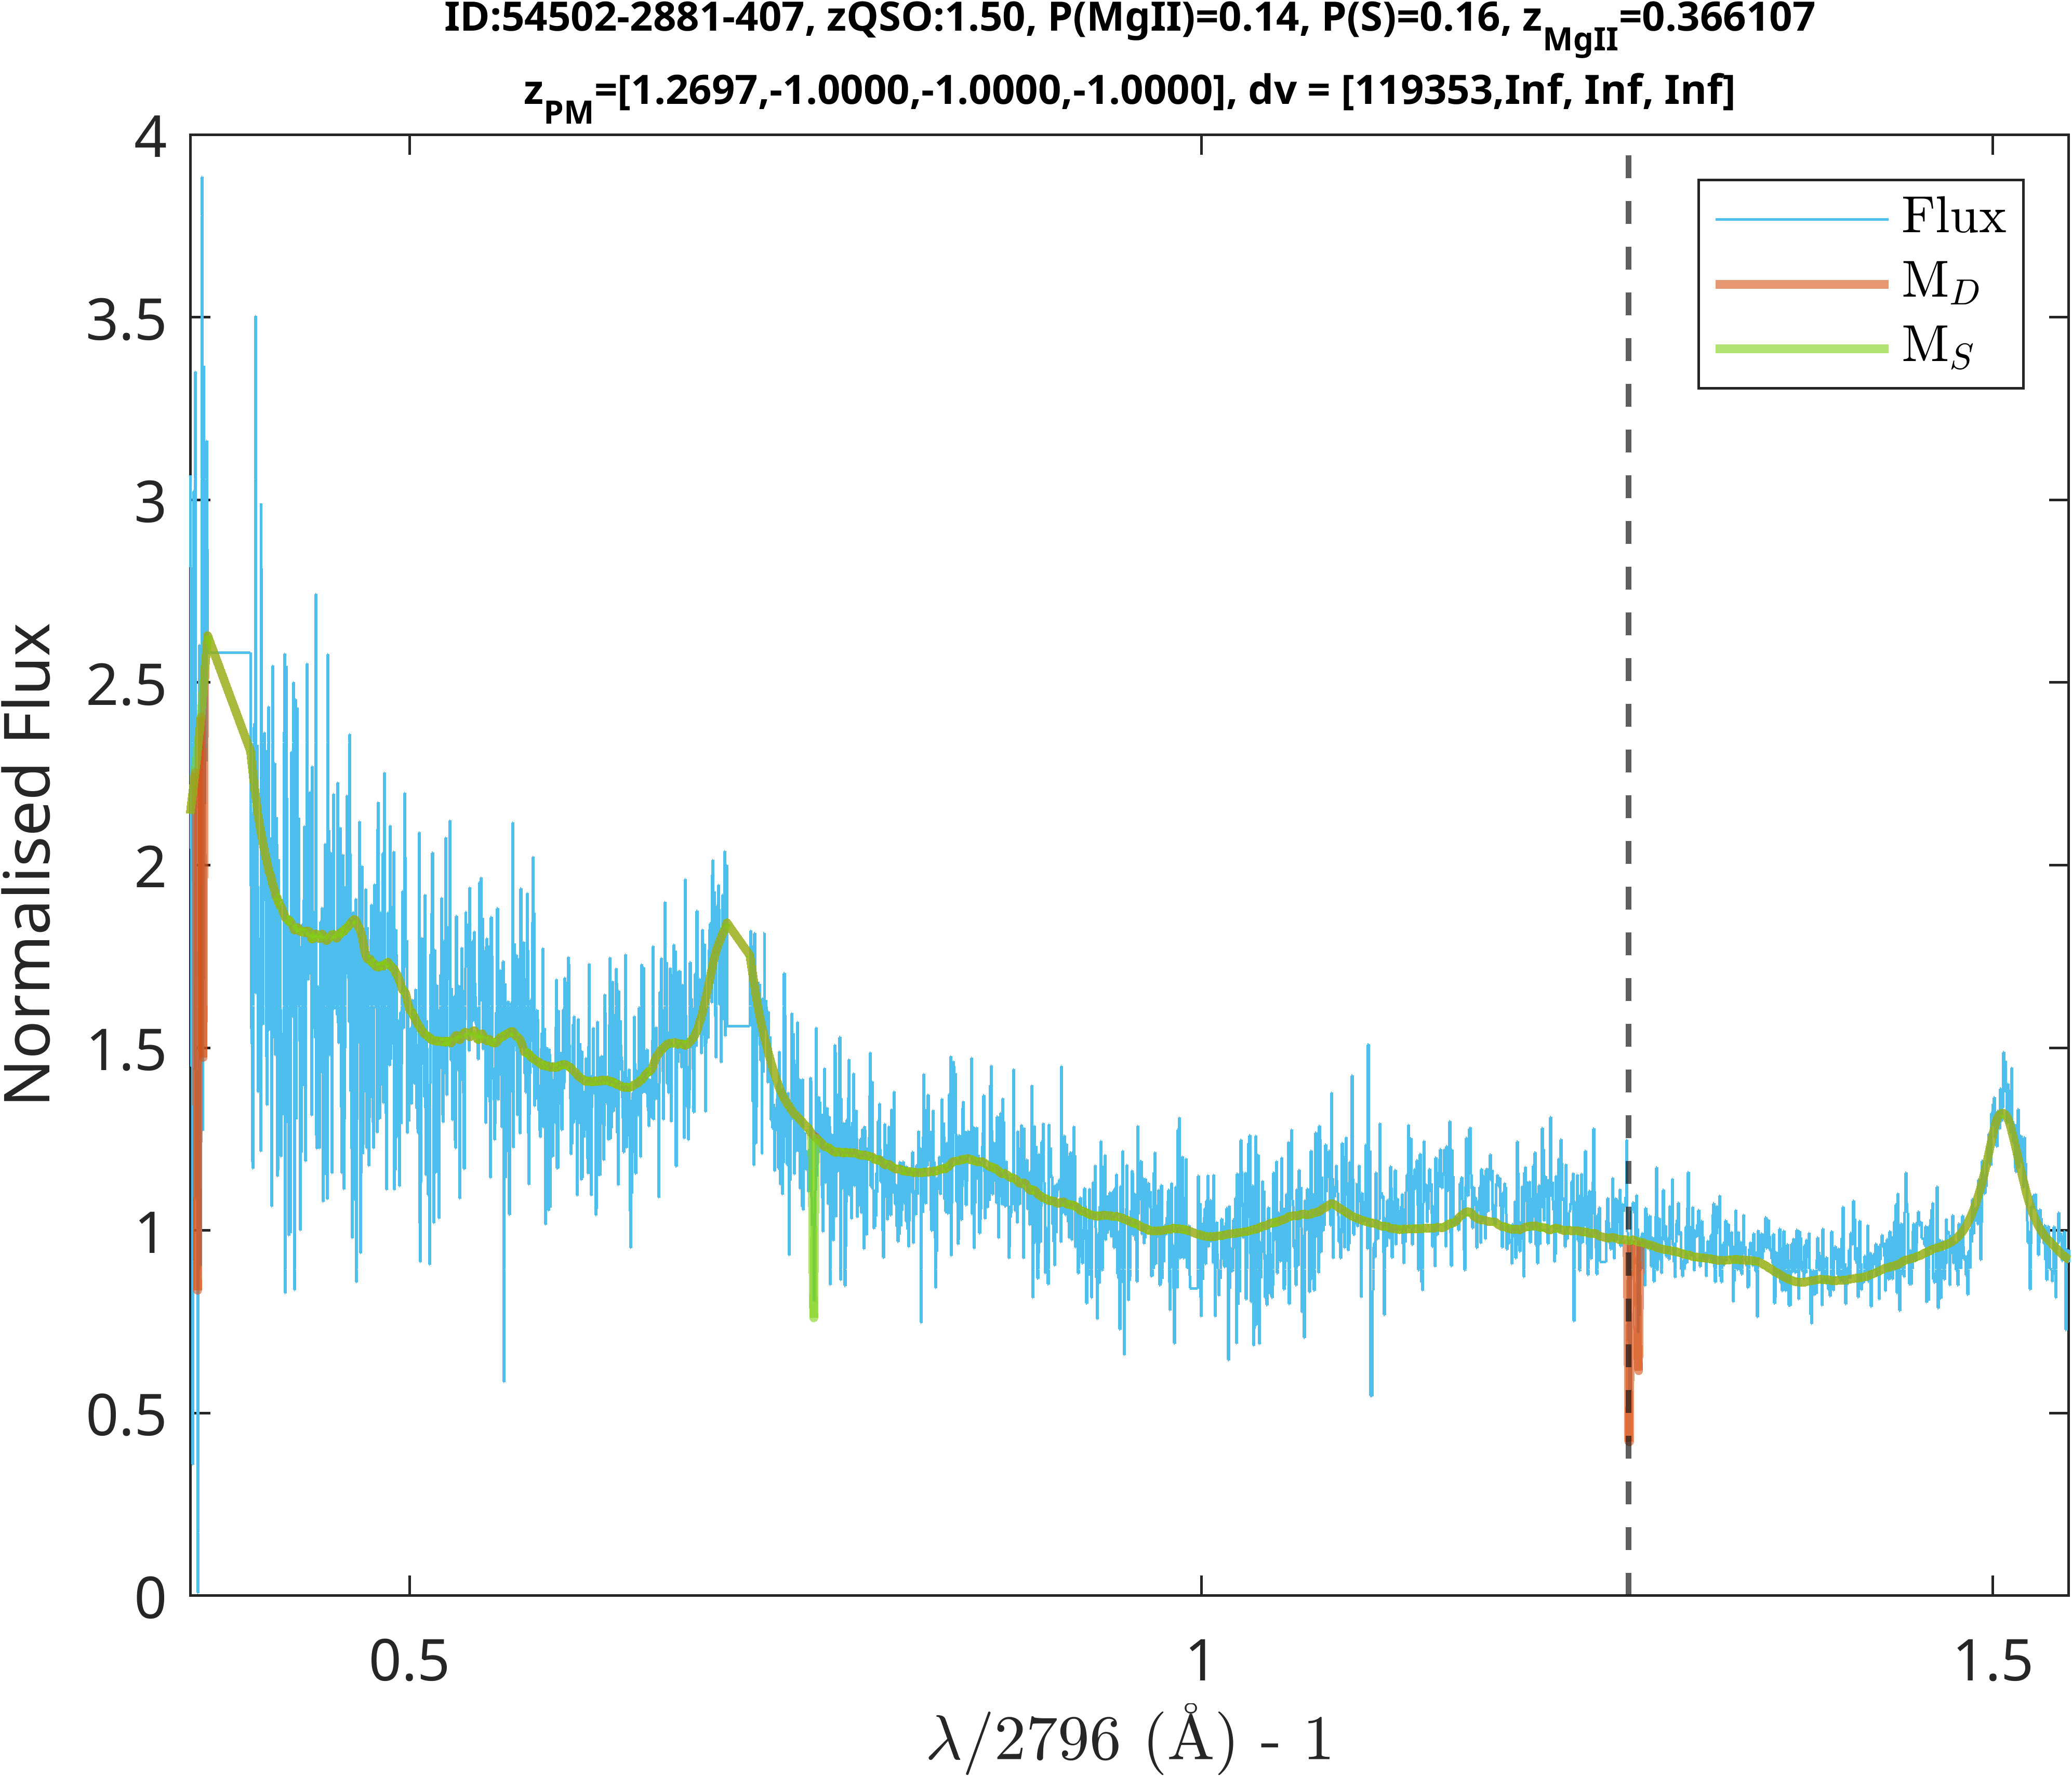 ID:54502-2881-407, zQSO:1.50, P(MgII)=0.14, P(S)=0.16, zMgII=0.366107
zPM=[1.2697,-1.0000,-1.0000,-1.0000], dv = [119353,Inf, Inf, Inf]
4
3.5
3
2.5
2
1.5
1
0.5
0
Normalised Flux
Flux
MD
MS
0.5
1
1.5
λ/2796 (Å) - 1